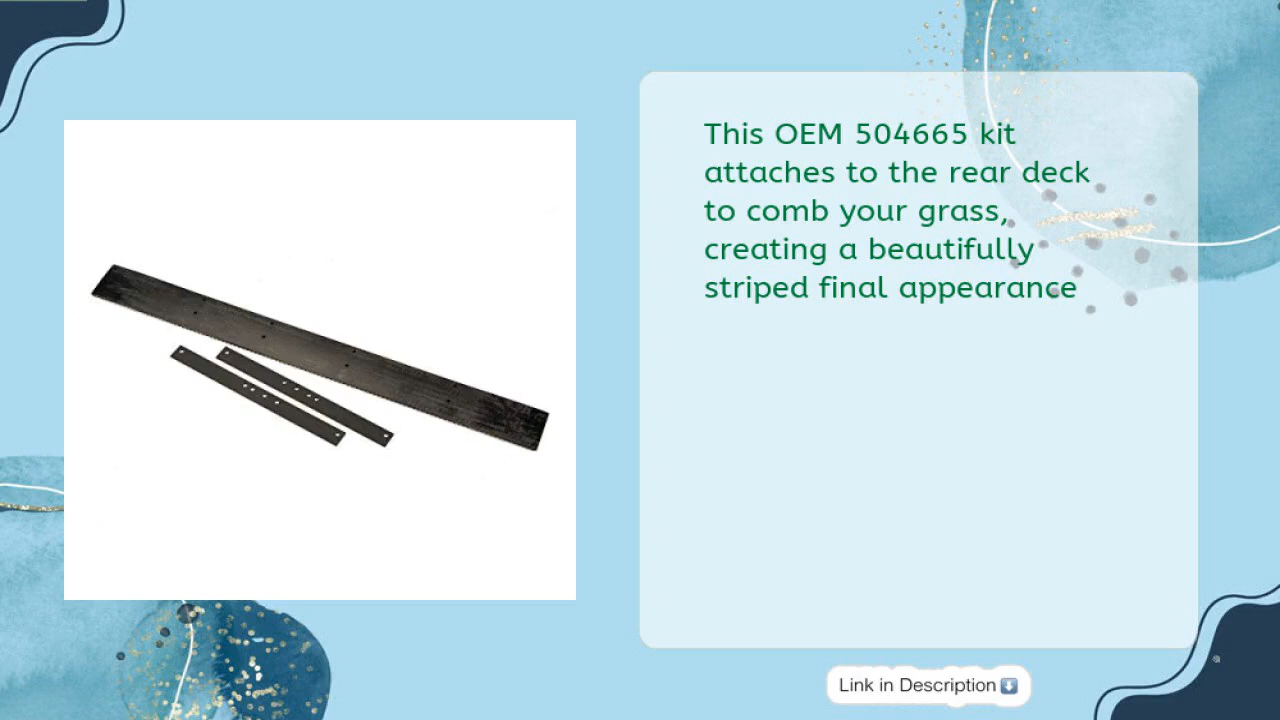 This OEM 504665 kit
attaches to the rear deck
to comb your grass,
creating a beautifully
striped final appearance
Link in Description⬇️